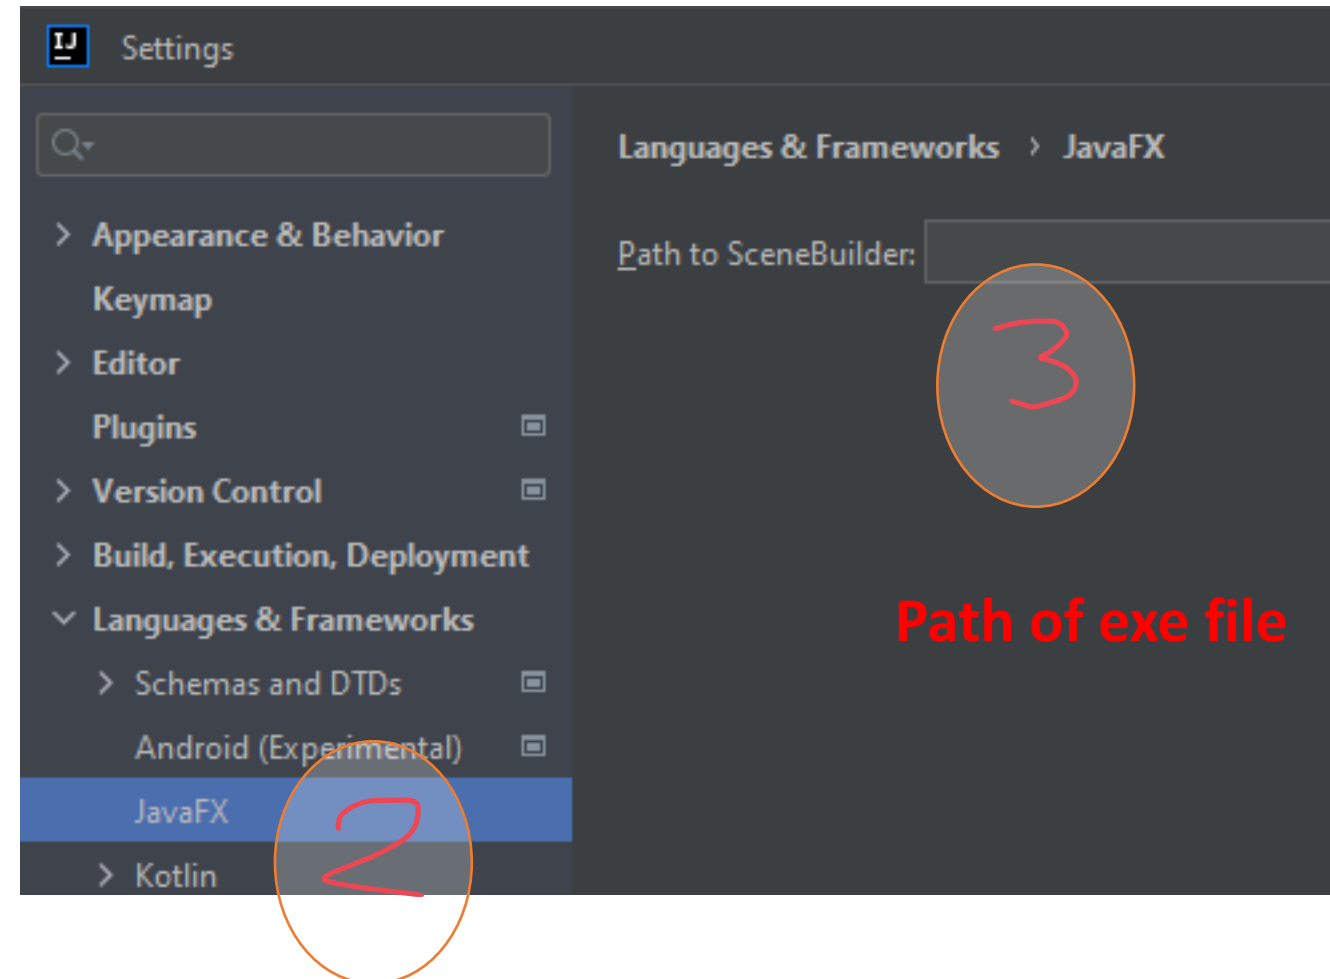 IJ
Settings
Languages & Frameworks › JavaFX
Appearance & Behavior
Path to SceneBuilder:
Keymap
Editor
3
Plugins
Version Control
Build, Execution, Deployment
Languages & Frameworks
Path of exe file
Schemas and DTDs
Android (Experimental)
JavaFX
2
Kotlin